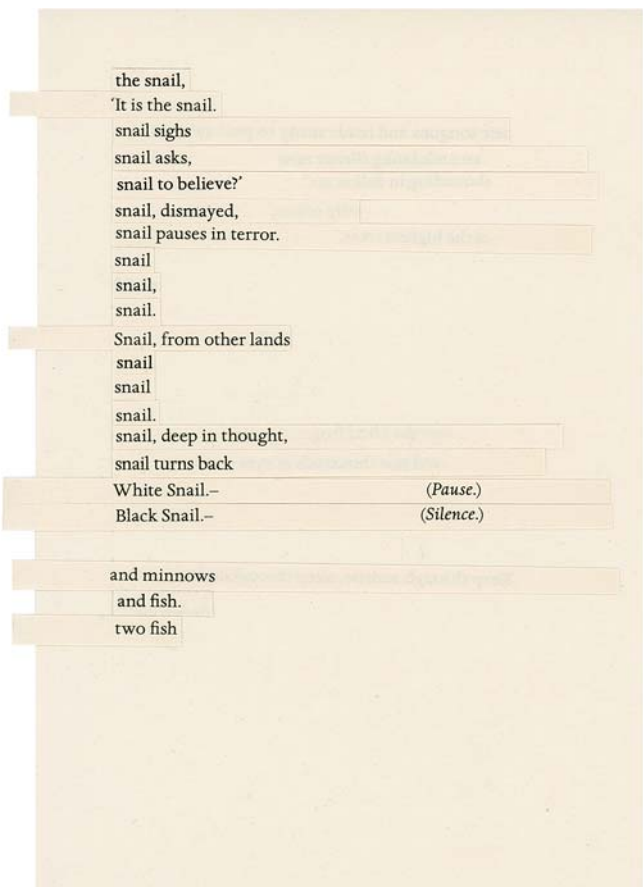 the snail,
'It is the snail.
snail sighs
snail asks,
snail to believe?'
snail, dismayed,
snail pauses in terror.
snail
snail,
snail.
Snail, from other lands
snail
snail
snail.
snail, deep in thought,
snail turns back
White Snail.– (Pause.)
Black Snail.– (Silence.)
and minnows
and fish.
two fish